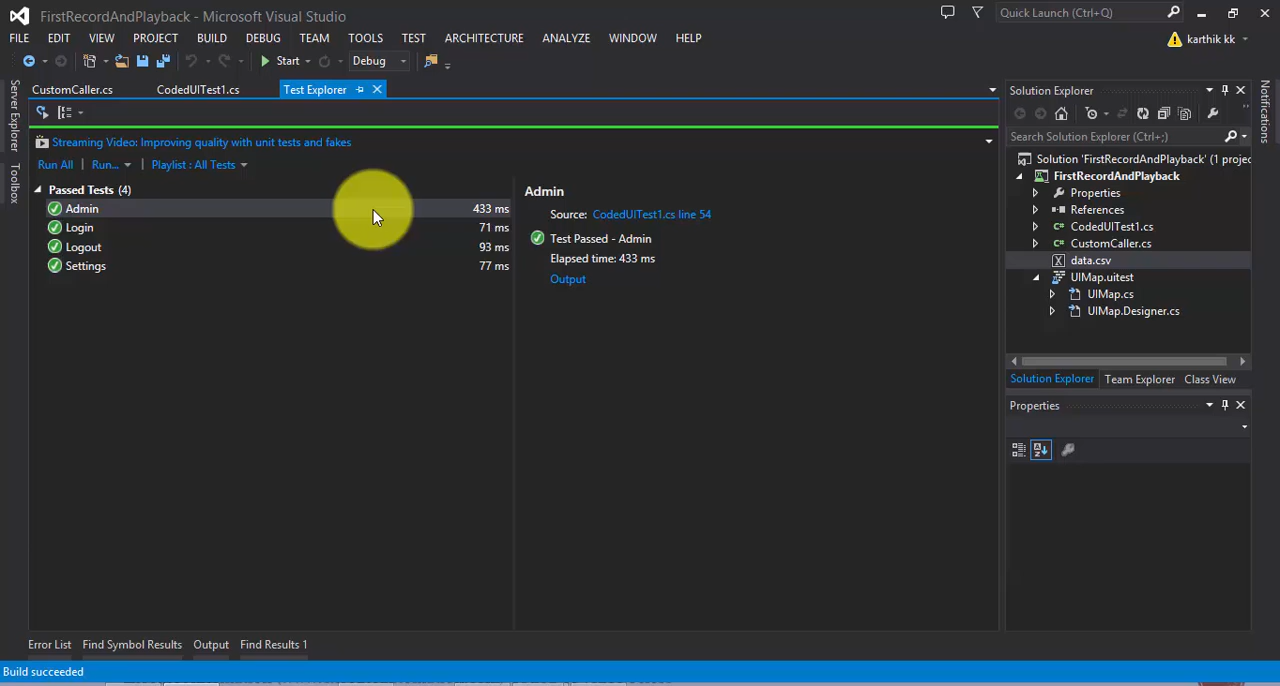 FirstRecordAndPlayback - Microsoft Visual Studio
Quick Launch (Ctrl+Q)
FILE EDIT VIEW PROJECT BUILD DEBUG TEAM TOOLS TEST ARCHITECTURE ANALYZE WINDOW HELP
karthik kk
Start Debug
Server Explorer
Toolbox
CustomCaller.cs CodedUITest1.cs Test Explorer
Streaming Video: Improving quality with unit tests and fakes
Run All Run... Playlist : All Tests
Passed Tests (4)
Admin 433 ms
Login 71 ms
Logout 93 ms
Settings 77 ms
Admin
Source: CodedUITest1.cs line 54
Test Passed - Admin
Elapsed time: 433 ms
Output
Solution Explorer
Search Solution Explorer (Ctrl+;)
Solution 'FirstRecordAndPlayback' (1 projec
FirstRecordAndPlayback
Properties
References
CodedUITest1.cs
CustomCaller.cs
data.csv
UIMap.uitest
UIMap.cs
UIMap.Designer.cs
Solution Explorer Team Explorer Class View
Properties
Notifications
Error List Find Symbol Results Output Find Results 1
Build succeeded